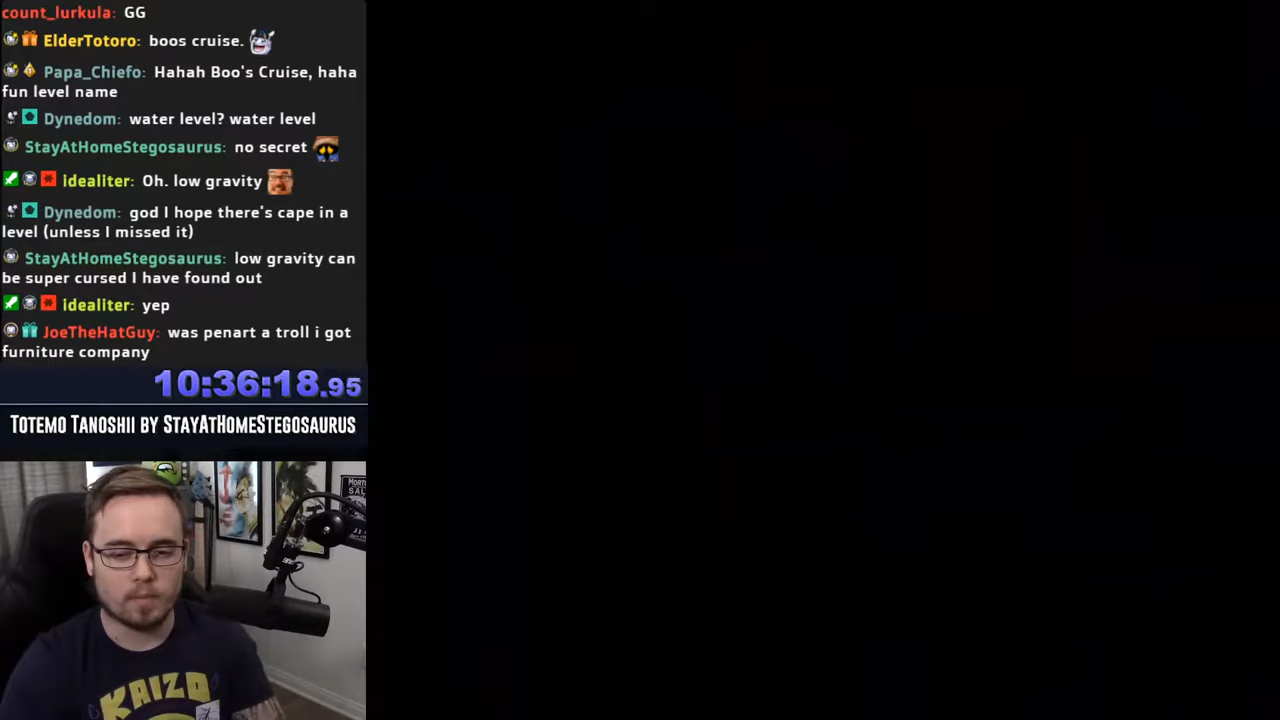 count_lurkula: GG
ElderTotoro: boos cruise.
Papa_Chiefo: Hahah Boo's Cruise, haha
fun level name
Dynedom: water level? water level
StayAtHomeStegosaurus: no secret
idealiter: Oh. low gravity
Dynedom: god I hope there's cape in a
level (unless I missed it)
StayAtHomeStegosaurus: low gravity can
be super cursed I have found out
idealiter: yep
JoeTheHatGuy: was penart a troll i got
furniture company
10:36:18.95
Totemo Tanoshii by StayAtHomeStegosaurus
KAIZO